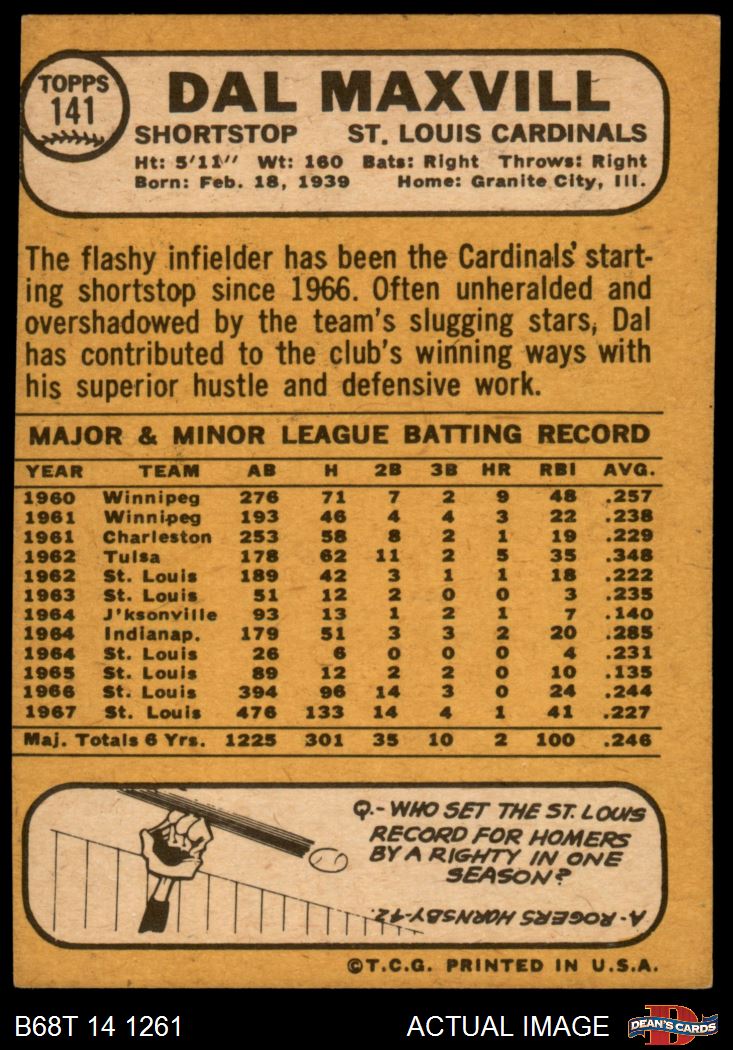 TOPPS
141
DAL MAXVILL
SHORTSTOP ST. LOUIS CARDINALS
Ht: 5'11" Wt: 160 Bats: Right Throws: Right
Born: Feb. 18, 1939 Home: Granite City, Ill.
The flashy infielder has been the Cardinals' start-
ing shortstop since 1966. Often unheralded and
overshadowed by the team's slugging stars, Dal
has contributed to the club's winning ways with
his superior hustle and defensive work.
MAJOR & MINOR LEAGUE BATTING RECORD
YEAR TEAM AB H 2B 3B HR RBI AVG.
1960 Winnipeg 276 71 7 2 9 48 .257
1961 Winnipeg 193 46 4 4 3 22 .238
1961 Charleston 253 58 8 2 1 19 .229
1962 Tulsa 178 62 11 2 5 35 .348
1962 St. Louis 189 42 3 1 1 18 .222
1963 St. Louis 51 12 2 0 0 3 .235
1964 J'ksonville 93 13 1 2 1 7 .140
1964 Indianap. 179 51 3 3 2 20 .285
1964 St. Louis 26 6 0 0 0 4 .231
1965 St. Louis 89 12 2 2 0 10 .135
1966 St. Louis 394 96 14 3 0 24 .244
1967 St. Louis 476 133 14 4 1 41 .227
Maj. Totals 6 Yrs. 1225 301 35 10 2 100 .246
Q.- WHO SET THE ST. LOUIS
RECORD FOR HOMERS
BY A RIGHTY IN ONE
SEASON?
A- ROGERS HORNSBY-42.
©T.C.G. PRINTED IN U.S.A.
B68T 14 1261 ACTUAL IMAGE
D
DEAN'S CARDS